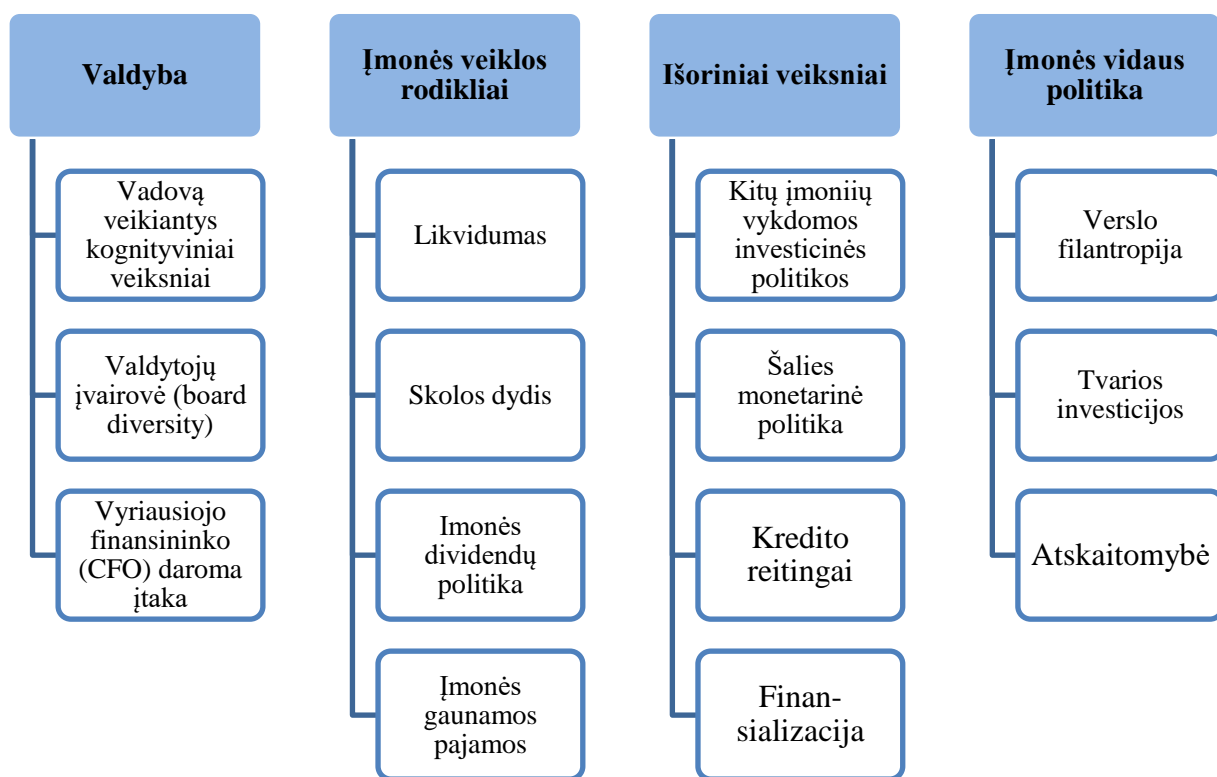 Valdyba
Vadovą
veikiantys
kognityviniai
veiksniai
Valdytojų
įvairovė (board
diversity)
Vyriausiojo
finansininko
(CFO) daroma
įtaka
Įmonės veiklos
rodikliai
Likvidumas
Skolos dydis
Imonės
dividendų
politika
Įmonės
gaunamos
pajamos
Išoriniai veiksniai
Kitų įmoniių
vykdomos
investicinės
politikos
Šalies
monetarinė
politika
Kredito
reitingai
Finan-
sializacija
Įmonės vidaus
politika
Verslo
filantropija
Tvarios
investicijos
Atskaitomybė